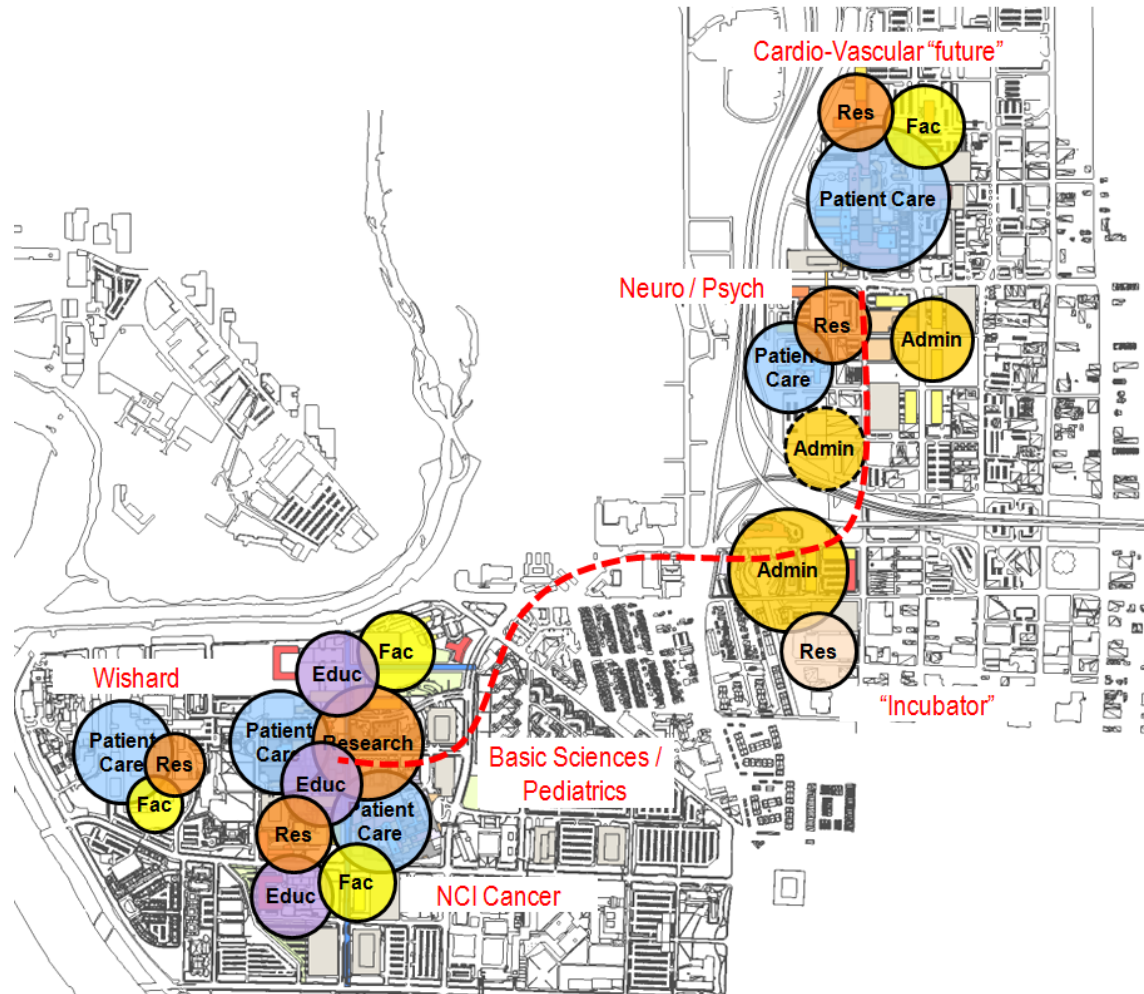 Cardio-Vascular “future”
Res
Fac
Patient Care
Neuro / Psych
Res
Admin
Patient
Care
Admin
Admin
Res
“Incubator”
Fac
Educ
Wishard
Patient
Care
Res
Fac
Patient
Care
Research
Educ
Basic Sciences /
Pediatrics
Patient
Care
Res
Fac
Educ
NCI Cancer